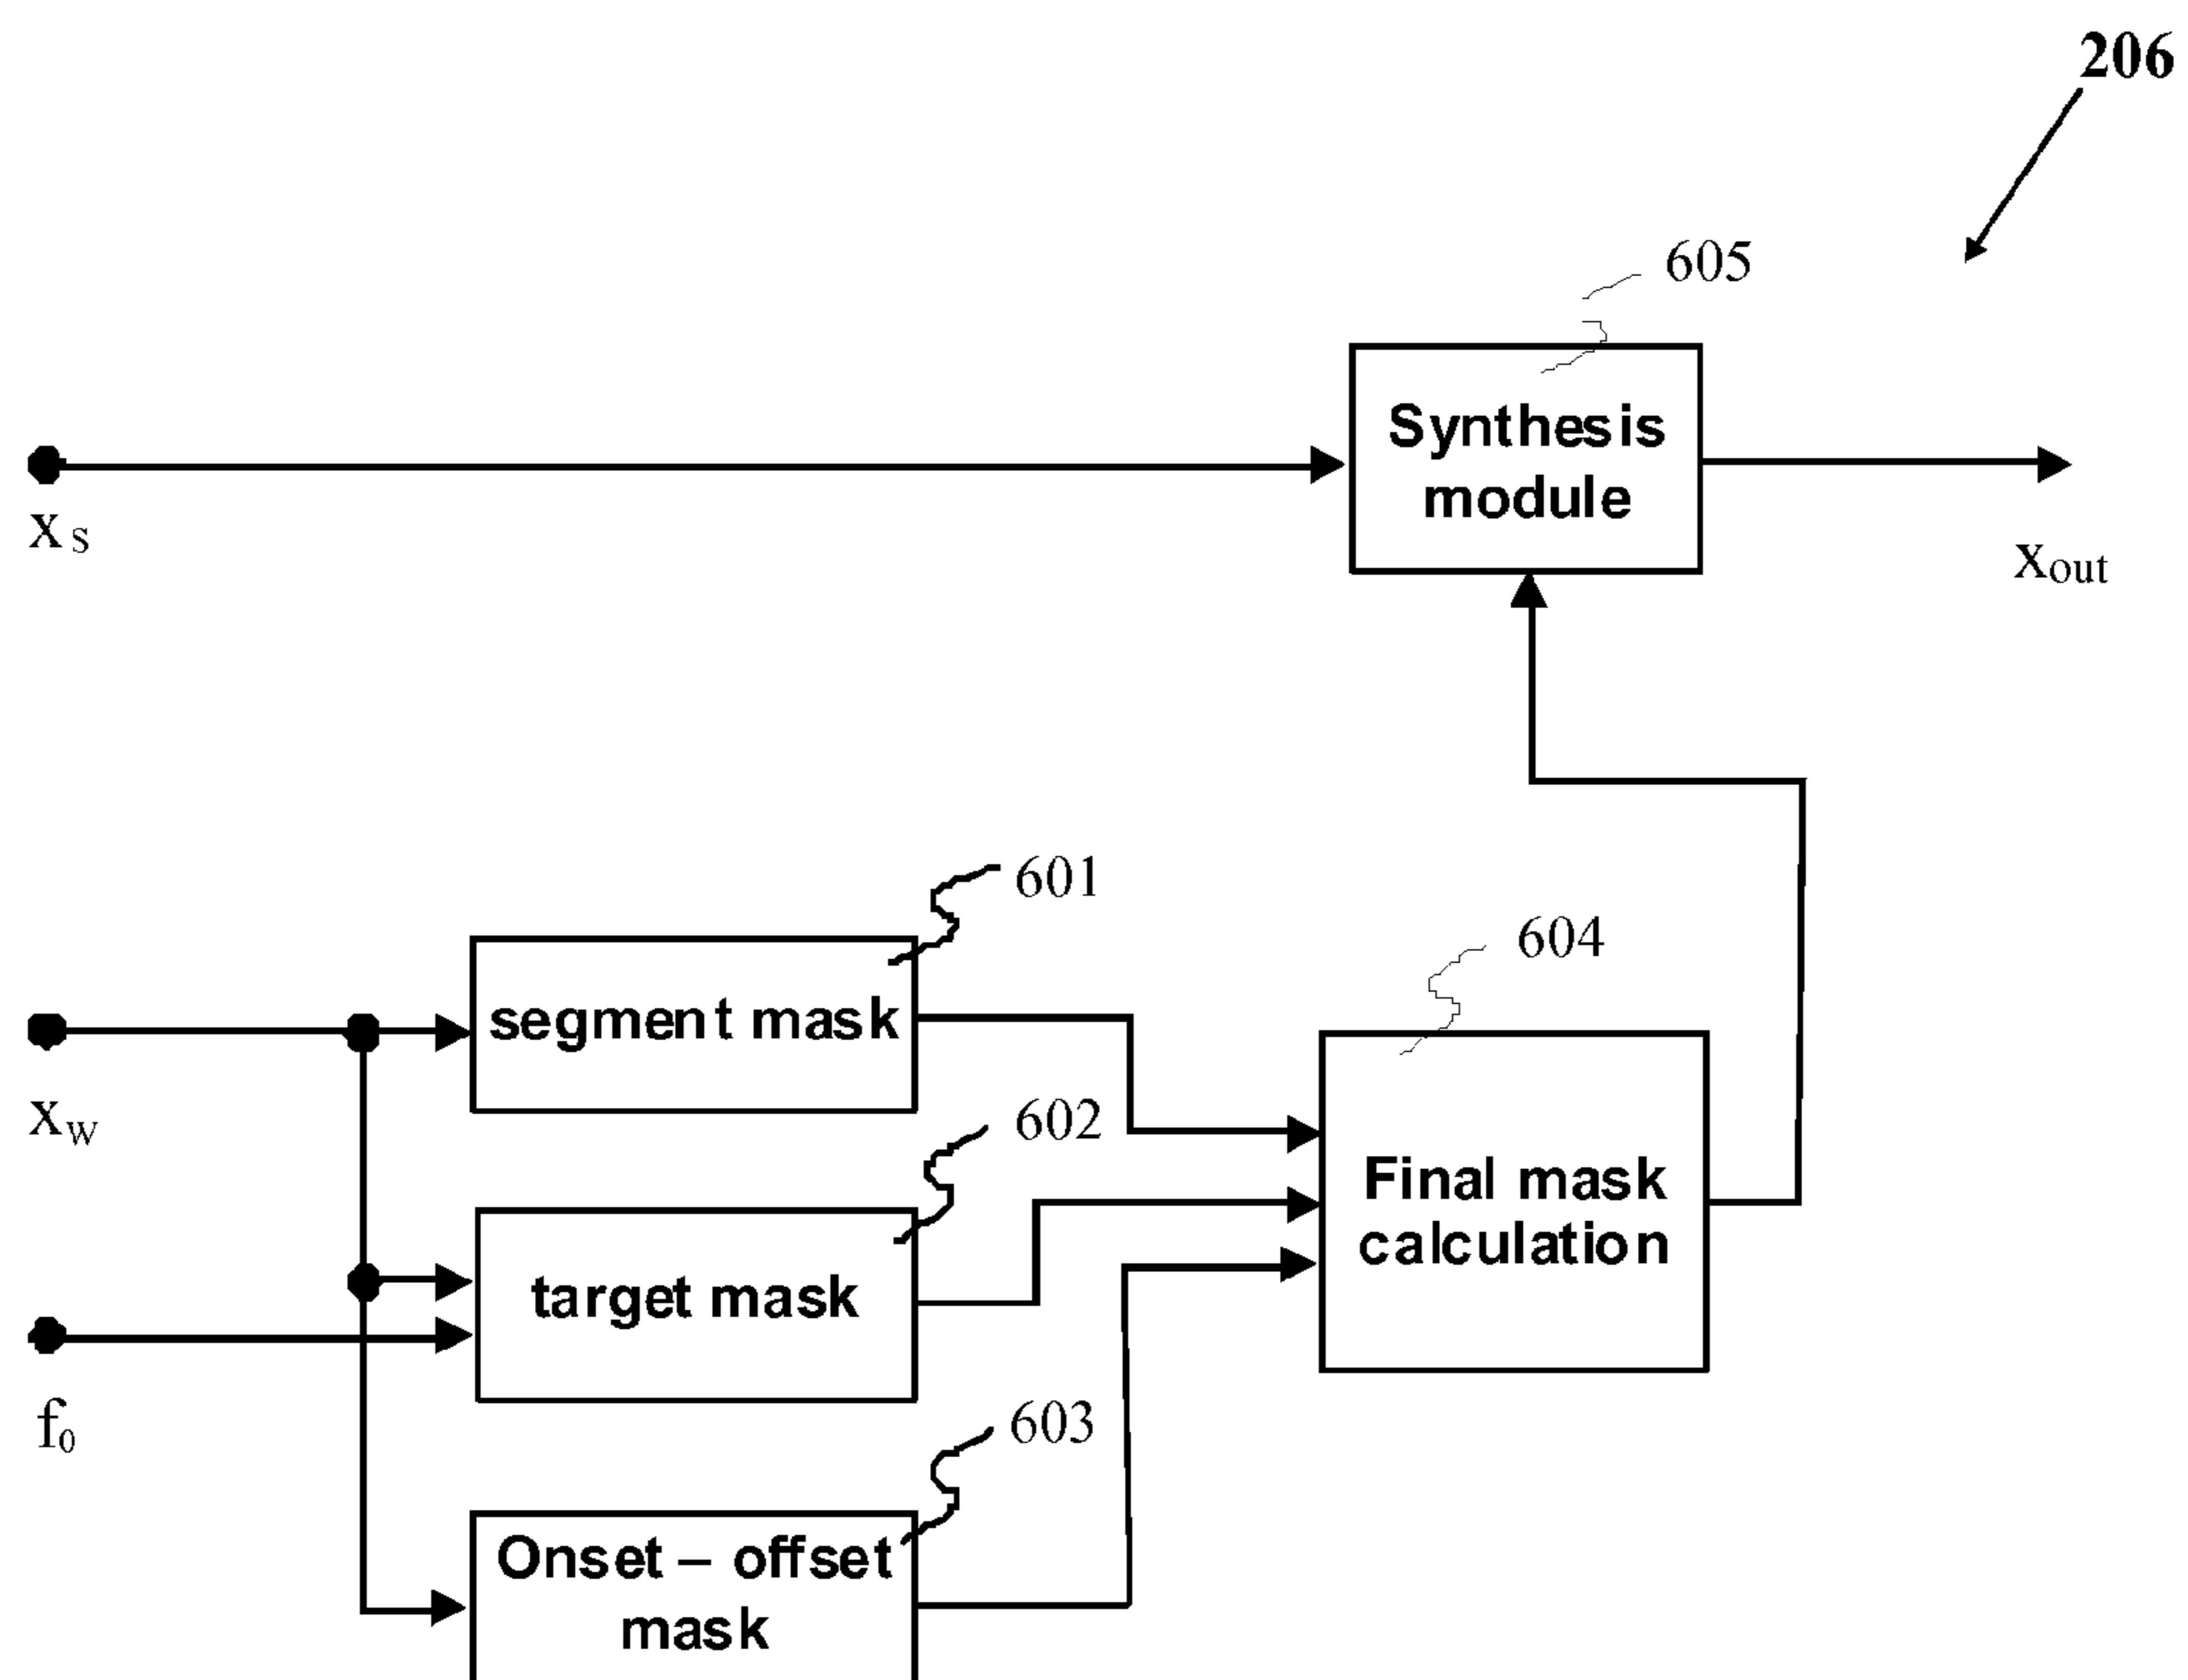 206
605
Synthesis
module
xs
xout
601
604
segment mask
xw
602
Final mask
calculation
target mask
f0
603
Onset – offset
mask